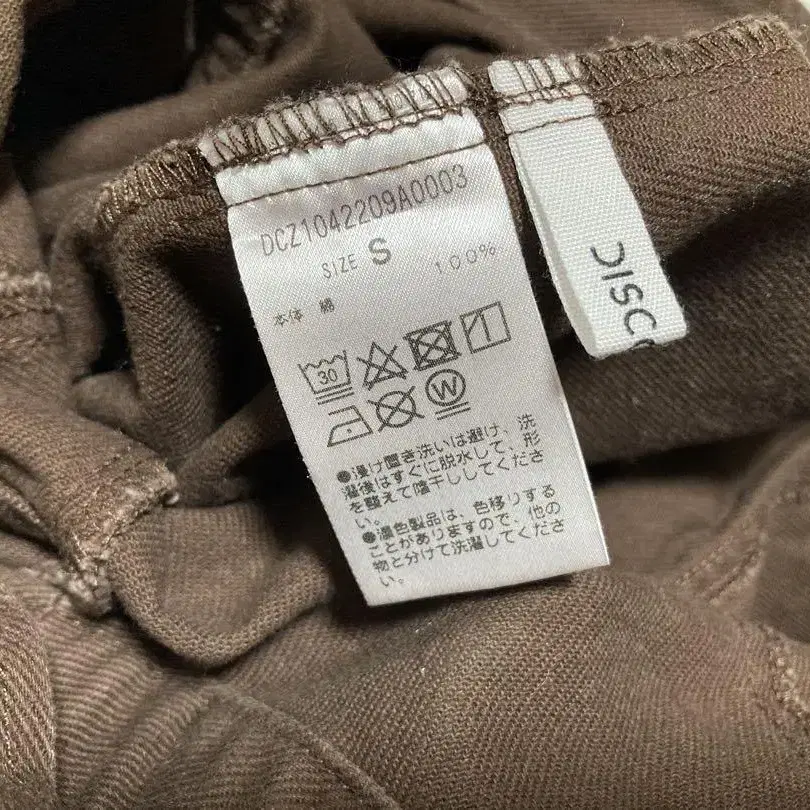 DCZ1042209A0003
SIZE S
本体 綿 100%
30
W
●漬け置き洗いは避け、洗
濯後はすぐに脱水して、形
を整えて陰干ししてくださ
い。
●濃色製品は、色移りする
ことがありますので、他の
物と分けて洗濯してくださ
い。
DISC